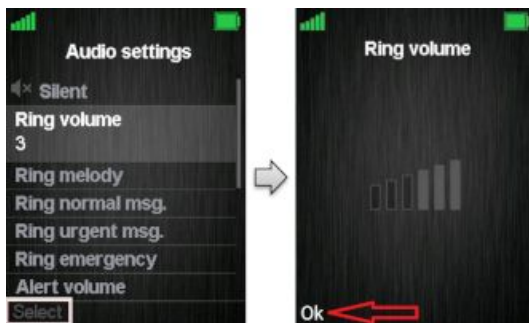 Audio settings
Silent
Ring volume
3
Ring melody
Ring normal msg.
Ring urgent msg.
Ring emergency
Alert volume
Select
Ring volume
Ok